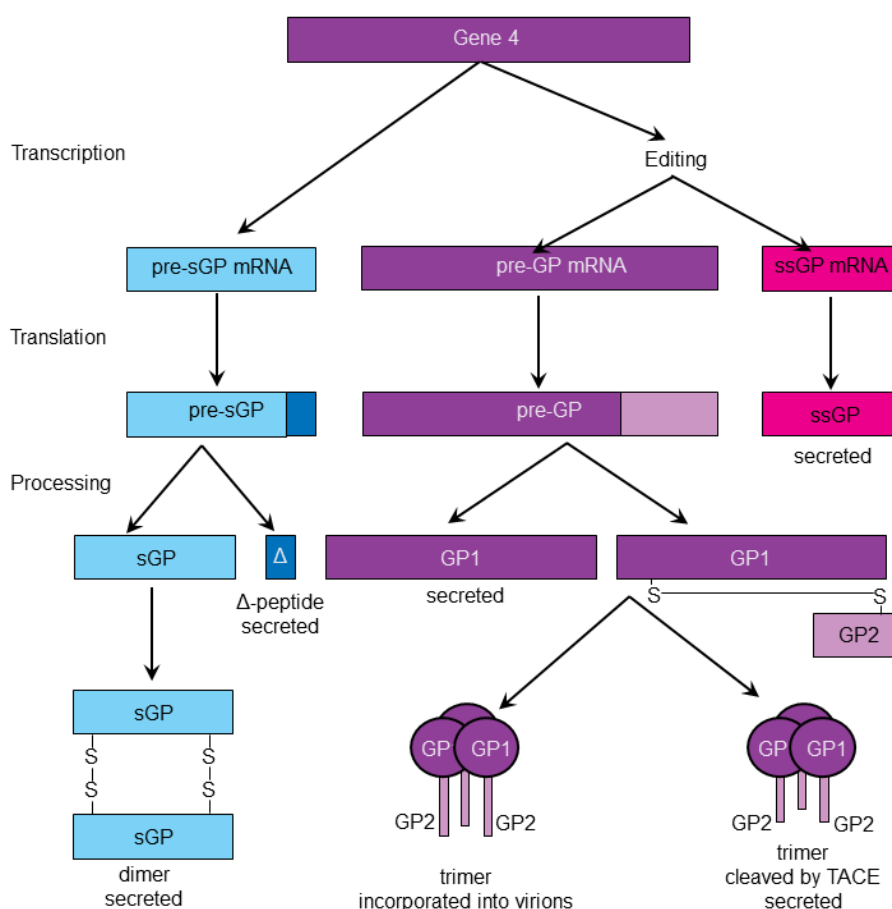 Gene 4
Transcription
Editing
pre-sGP mRNA
pre-GP mRNA
ssGP mRNA
Translation
pre-sGP
pre-GP
ssGP
secreted
Processing
sGP
Δ
GP1
GP1
Δ-peptide
secreted
secreted
S
S
GP2
sGP
S
S
S
S
sGP
dimer
secreted
GP
GP1
GP2
GP2
trimer
incorporated into virions
GP
GP1
GP2
GP2
trimer
cleaved by TACE
secreted